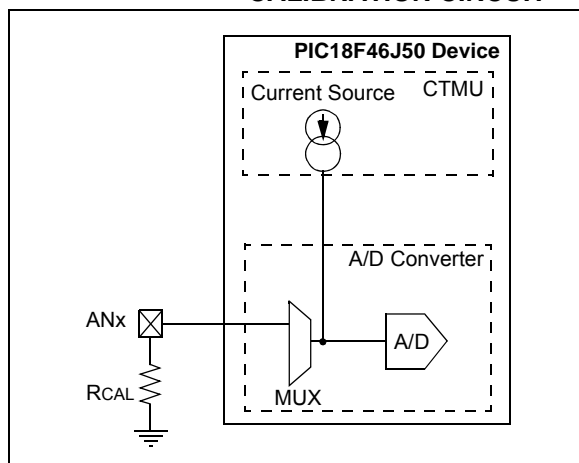 PIC18F46J50 Device
Current Source
CTMU
A/D Converter
ANx
A/D
RCAL
MUX